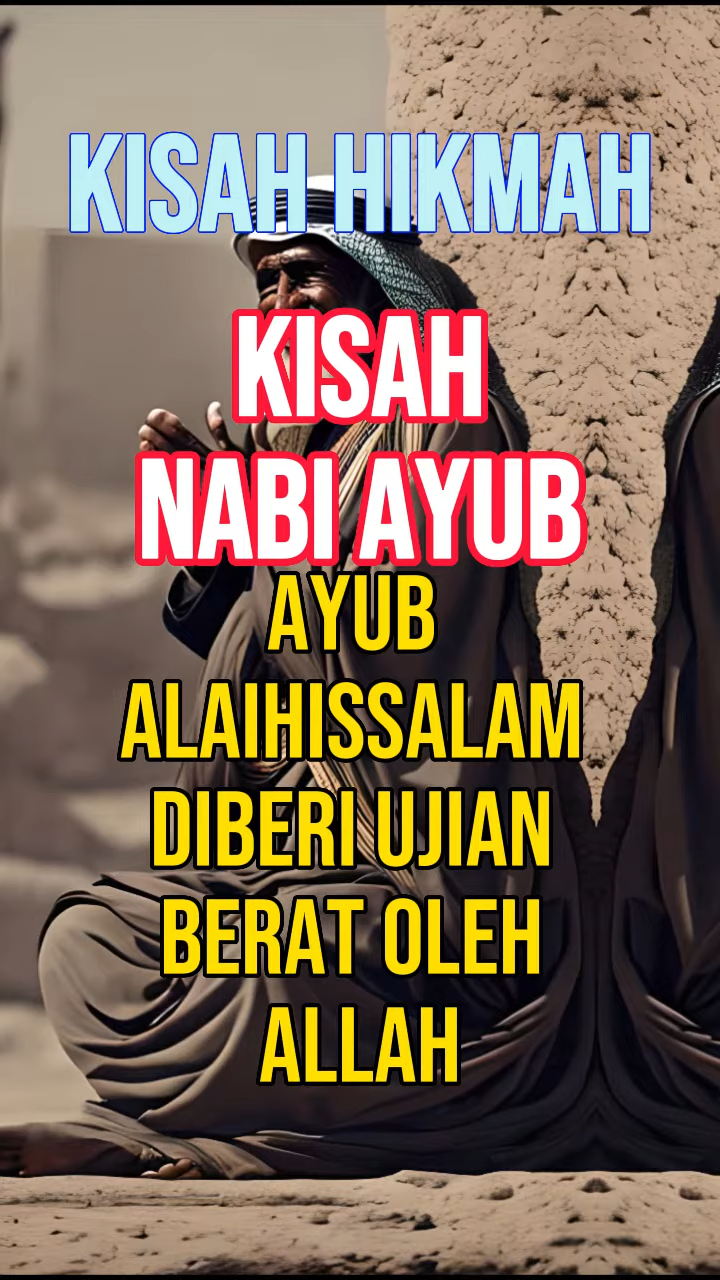 KISAH HIKMAH
KISAH
NABI AYUB
AYUB
ALAIHISSALAM
DIBERI UJIAN
BERAT OLEH
ALLAH